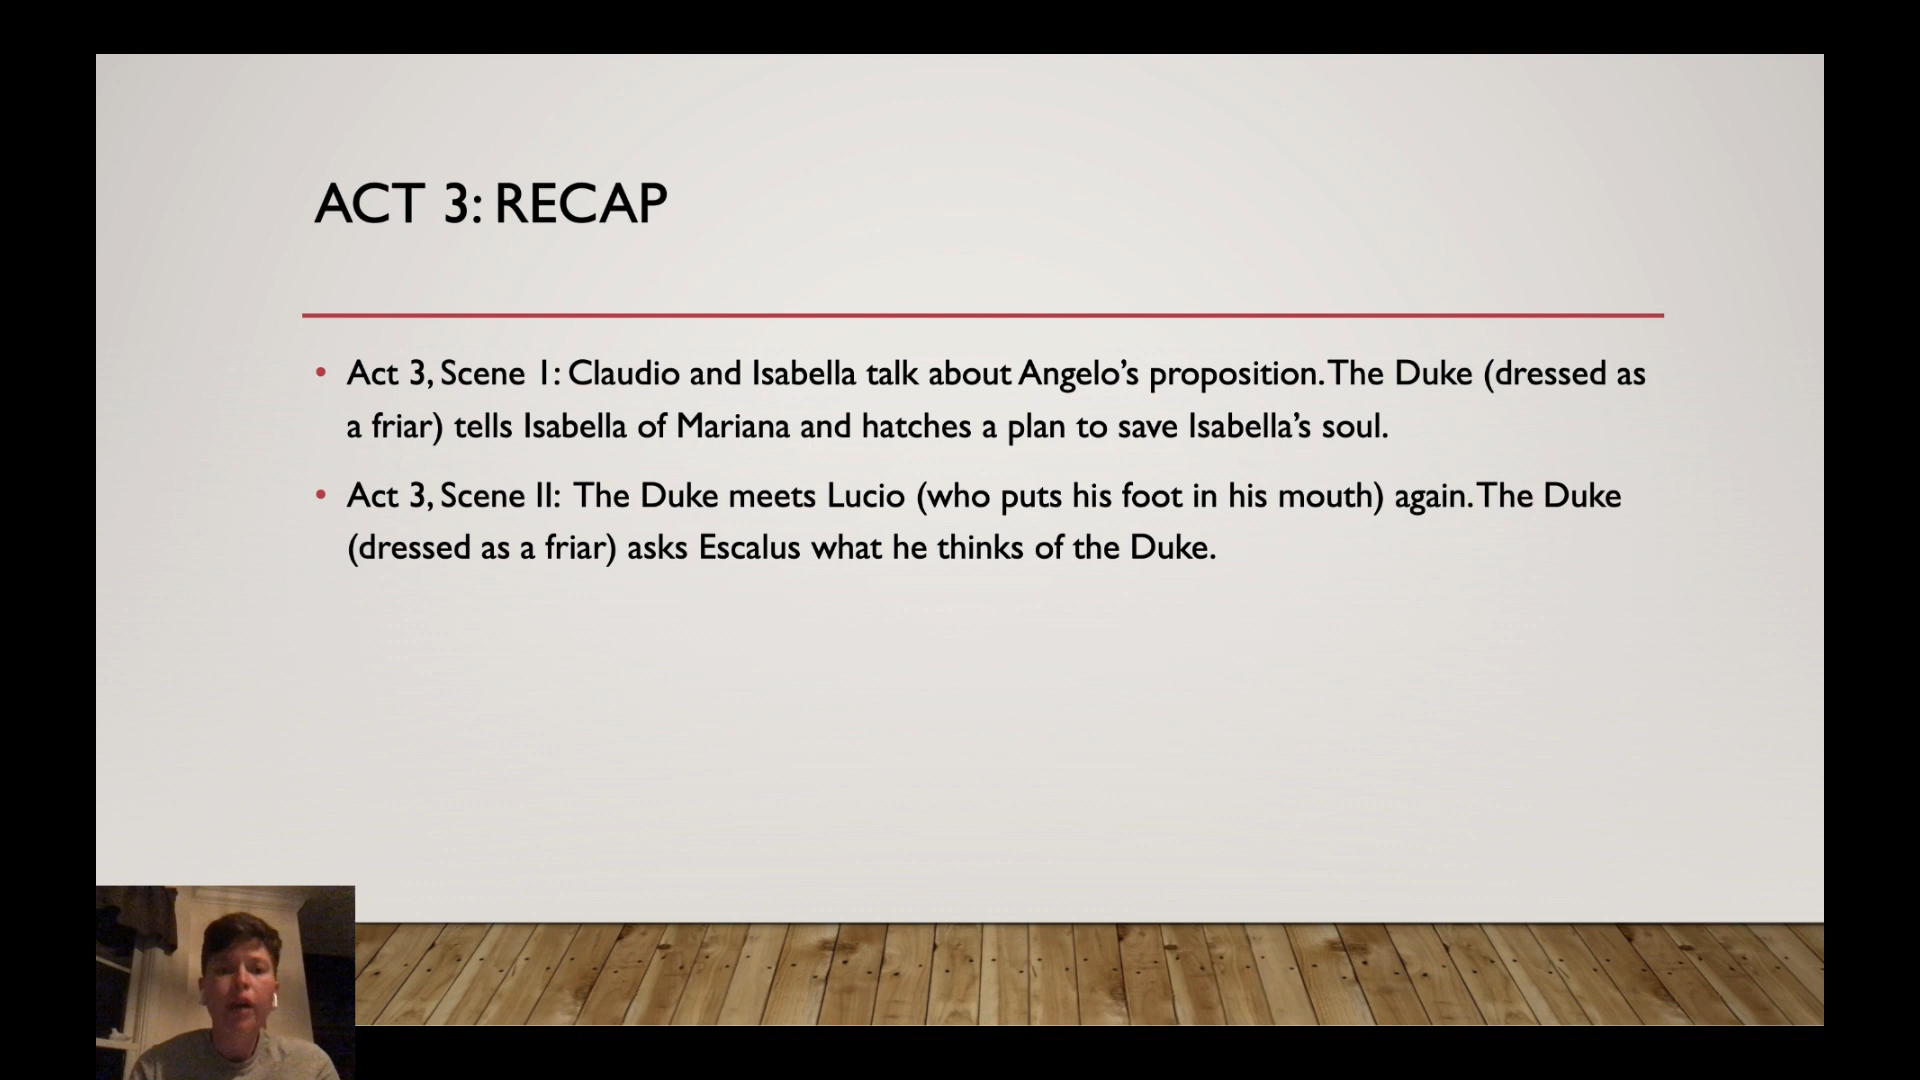 ACT 3: RECAP
• Act 3, Scene 1: Claudio and Isabella talk about Angelo’s proposition. The Duke (dressed as
a friar) tells Isabella of Mariana and hatches a plan to save Isabella’s soul.
• Act 3, Scene II: The Duke meets Lucio (who puts his foot in his mouth) again. The Duke
(dressed as a friar) asks Escalus what he thinks of the Duke.